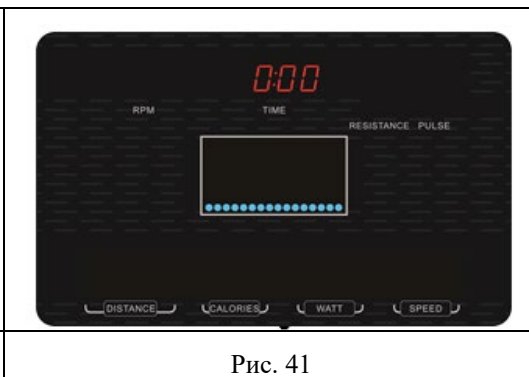 0:00
RPM TIME
RESISTANCE PULSE
DISTANCE CALORIES WATT SPEED
Рис. 41